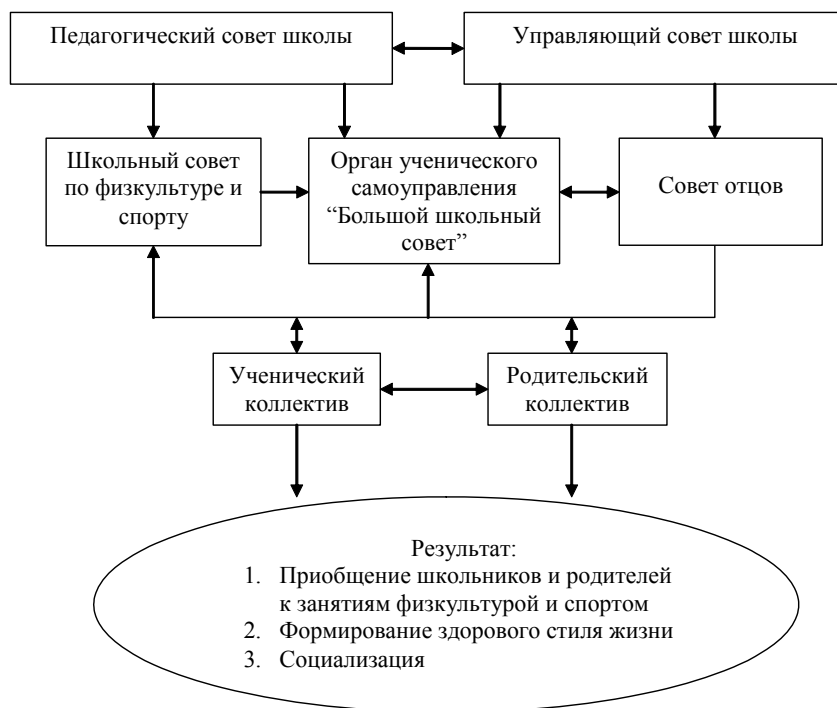 Педагогический совет школы
Управляющий совет школы
Школьный совет
по физкультуре и
спорту
Орган ученического
самоуправления
“Большой школьный
совет”
Совет отцов
Ученический
коллектив
Родительский
коллектив
Результат:
1. Приобщение школьников и родителей
к занятиям физкультурой и спортом
2. Формирование здорового стиля жизни
3. Социализация